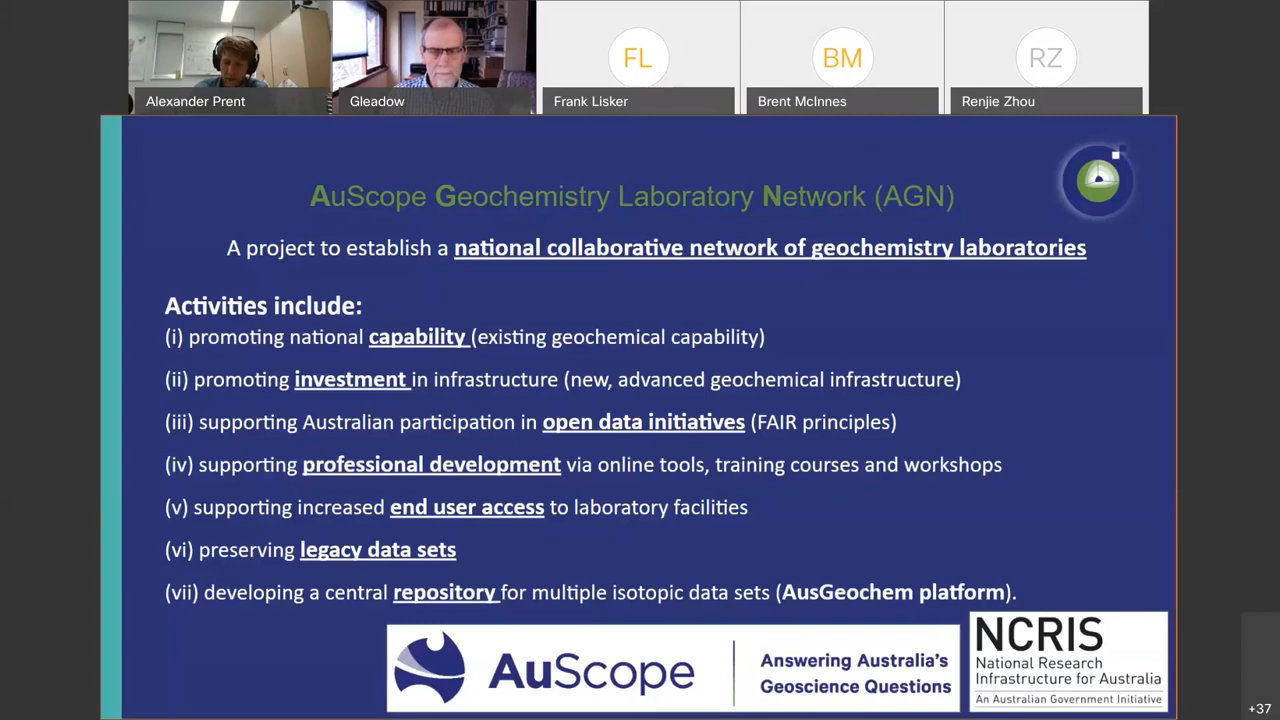 FL
BM
RZ
Alexander Prent
Gleadow
Frank Lisker
Brent McInnes
Renjie Zhou
AuScope Geochemistry Laboratory Network (AGN)
A project to establish a national collaborative network of geochemistry laboratories
Activities include:
(i) promoting national capability (existing geochemical capability)
(ii) promoting investment in infrastructure (new, advanced geochemical infrastructure)
(iii) supporting Australian participation in open data initiatives (FAIR principles)
(iv) supporting professional development via online tools, training courses and workshops
(v) supporting increased end user access to laboratory facilities
(vi) preserving legacy data sets
(vii) developing a central repository for multiple isotopic data sets (AusGeochem platform).
AuScope
Answering Australia's
Geoscience Questions
NCRIS
National Research
Infrastructure for Australia
An Australian Government Initiative
+37